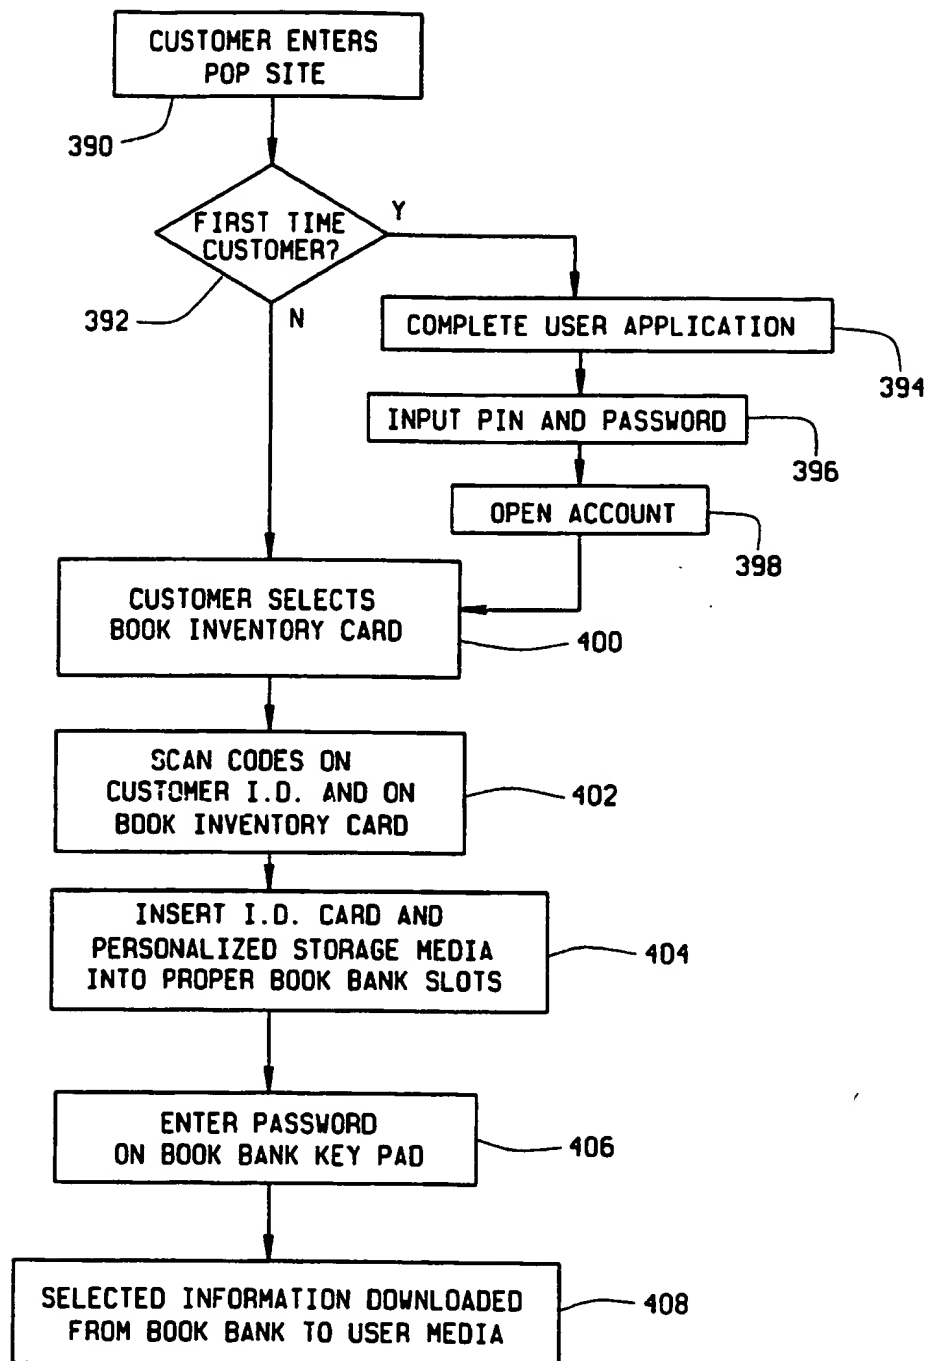 CUSTOMER ENTERS
POP SITE
390
FIRST TIME
CUSTOMER?
Y
392
N
COMPLETE USER APPLICATION
394
INPUT PIN AND PASSWORD
396
OPEN ACCOUNT
398
CUSTOMER SELECTS
BOOK INVENTORY CARD
400
SCAN CODES ON
CUSTOMER I.D. AND ON
BOOK INVENTORY CARD
402
INSERT I.D. CARD AND
PERSONALIZED STORAGE MEDIA
INTO PROPER BOOK BANK SLOTS
404
ENTER PASSWORD
ON BOOK BANK KEY PAD
406
SELECTED INFORMATION DOWNLOADED
FROM BOOK BANK TO USER MEDIA
408